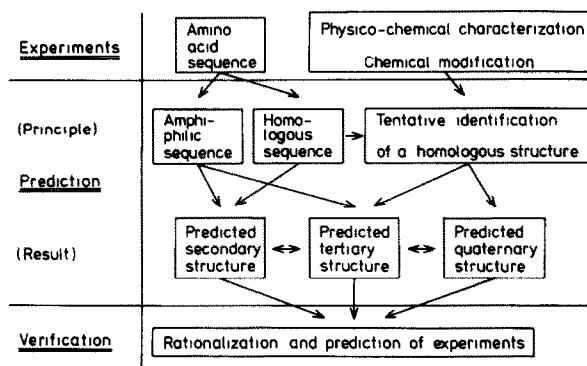 Experiments
Amino
acid
sequence
Physico-chemical characterization
Chemical modification
(Principle)
Amphi-
philic
sequence
Homo-
logous
sequence
Tentative identification
of a homologous structure
Prediction
(Result)
Predicted
secondary
structure
Predicted
tertiary
structure
Predicted
quaternary
structure
Verification
Rationalization and prediction of experiments